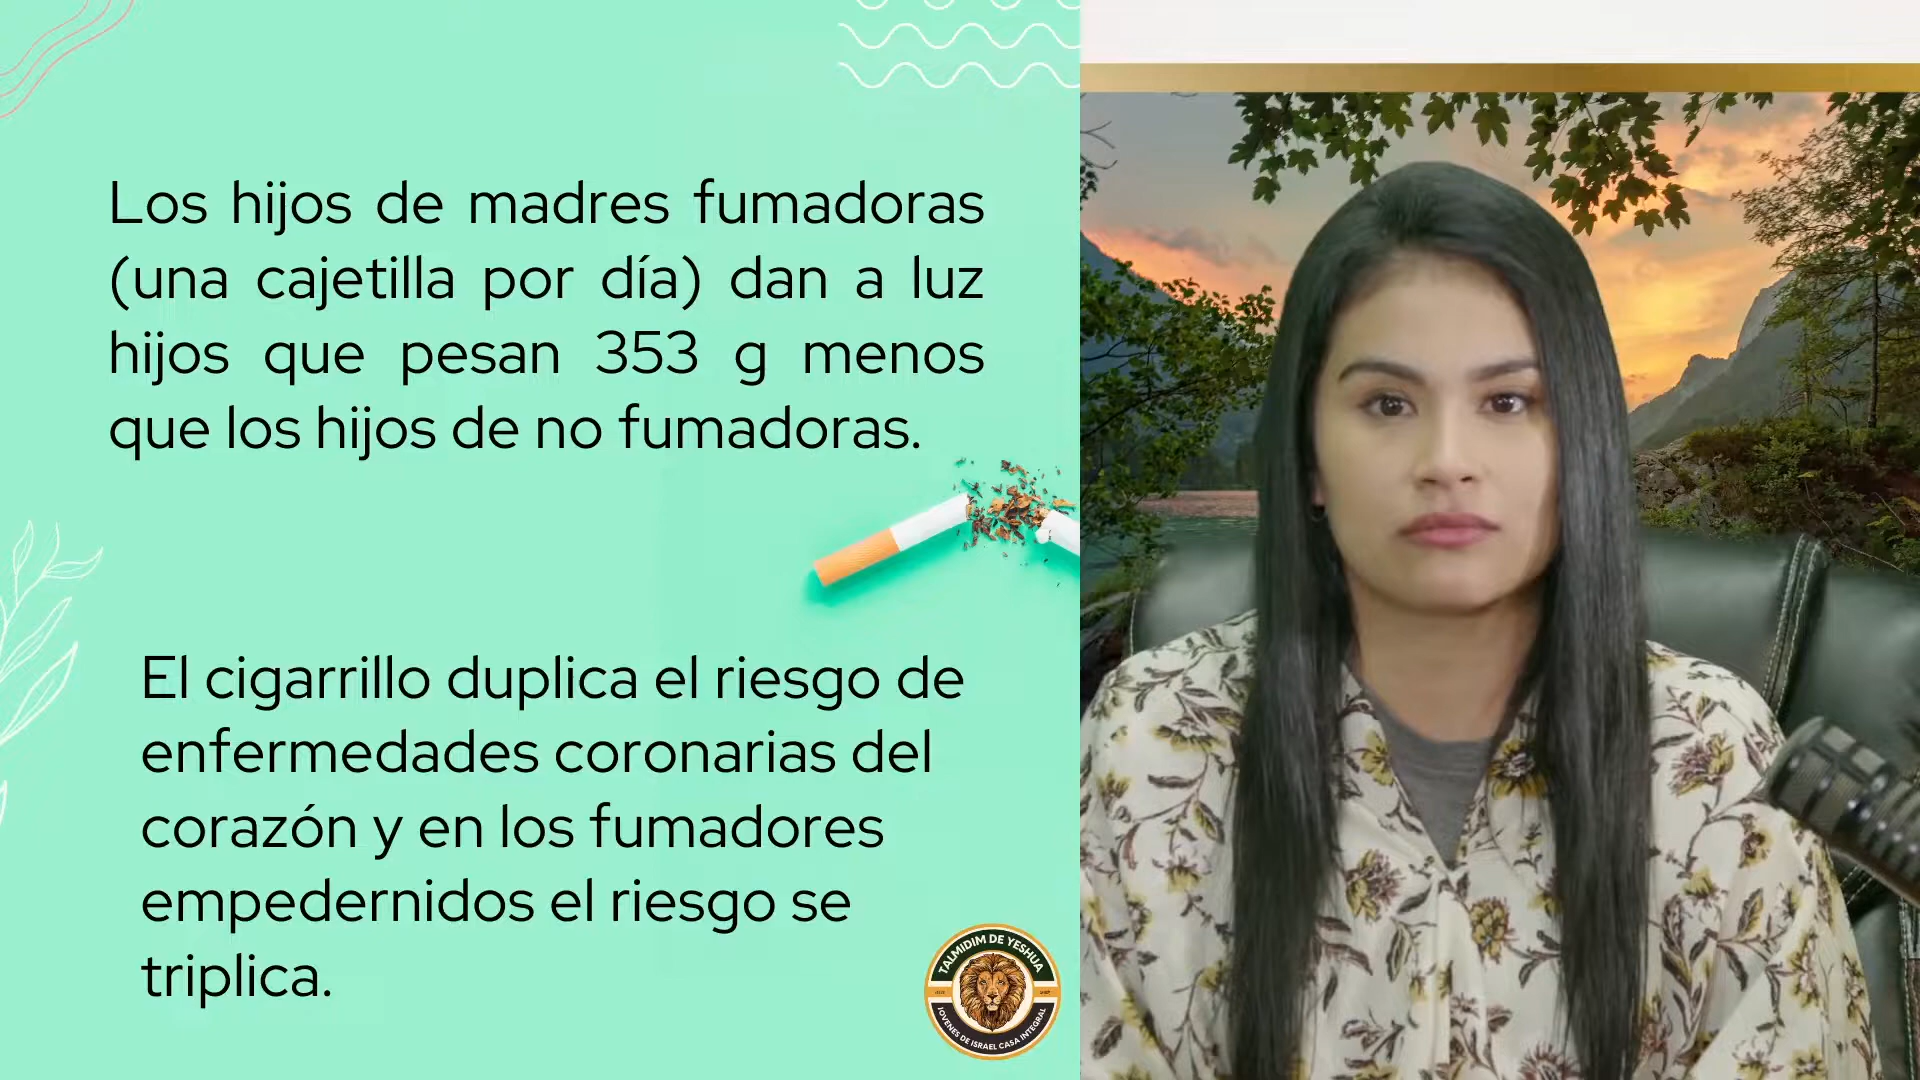 Los hijos de madres fumadoras
(una cajetilla por día) dan a luz
hijos que pesan 353 g menos
que los hijos de no fumadoras.
El cigarrillo duplica el riesgo de
enfermedades coronarias del
corazón y en los fumadores
empedernidos el riesgo se
triplica.
TALMIDIM DE YESHUA
JOVENES DE ISRAEL CASA INTEGRAL